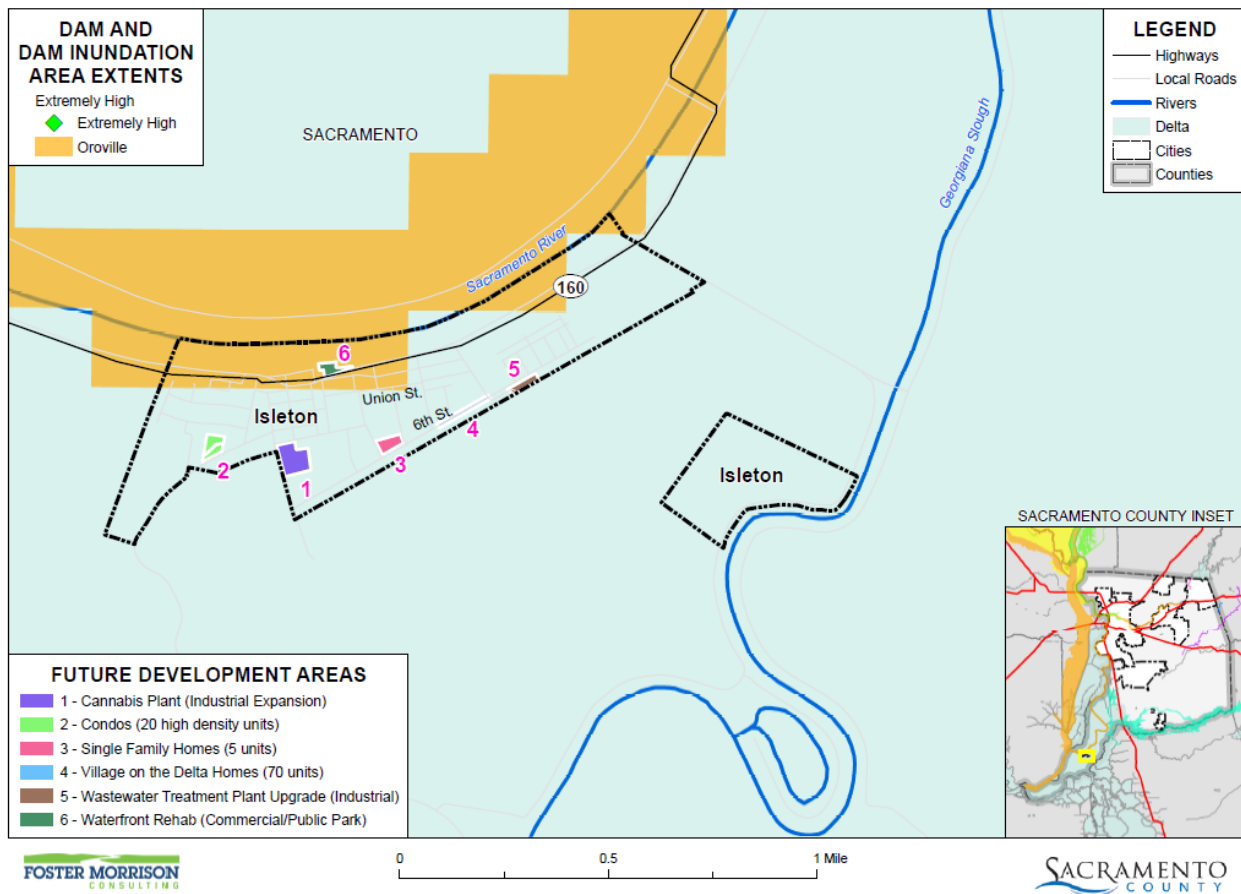 DAM AND
DAM INUNDATION
AREA EXTENTS
Extremely High
Extremely High
Oroville
SACRAMENTO
LEGEND
Highways
Local Roads
Rivers
Delta
Cities
Counties
Georgiana Slough
Sacramento River
160
6
5
Union St.
Isleton
6th St.
4
3
2
1
Isleton
SACRAMENTO COUNTY INSET
FUTURE DEVELOPMENT AREAS
1 - Cannabis Plant (Industrial Expansion)
2 - Condos (20 high density units)
3 - Single Family Homes (5 units)
4 - Village on the Delta Homes (70 units)
5 - Wastewater Treatment Plant Upgrade (Industrial)
6 - Waterfront Rehab (Commercial/Public Park)
FOSTER MORRISON
CONSULTING
0 0.5 1 Mile
SACRAMENTO
COUNTY